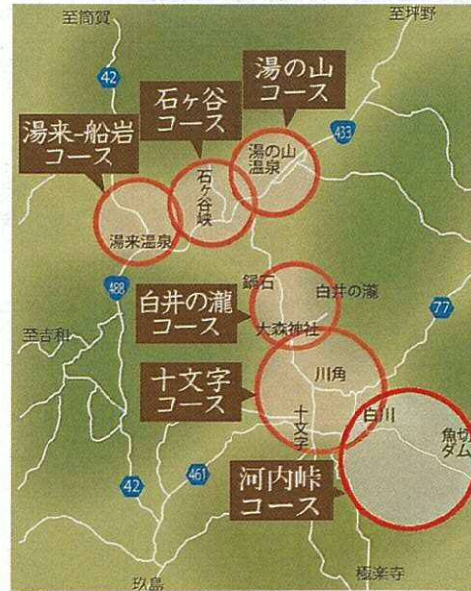 至筒賀
至坪野
42
湯の山
コース
石ヶ谷
コース
433
湯来-船岩
コース
湯の山
温泉
石ヶ谷峡
湯来温泉
488
鍋石
白井の瀧
77
白井の瀧
コース
至吉和
大森神社
川角
十文字
コース
十文字
白川
魚切
ダム
461
42
河内峠
コース
玖島
極楽寺